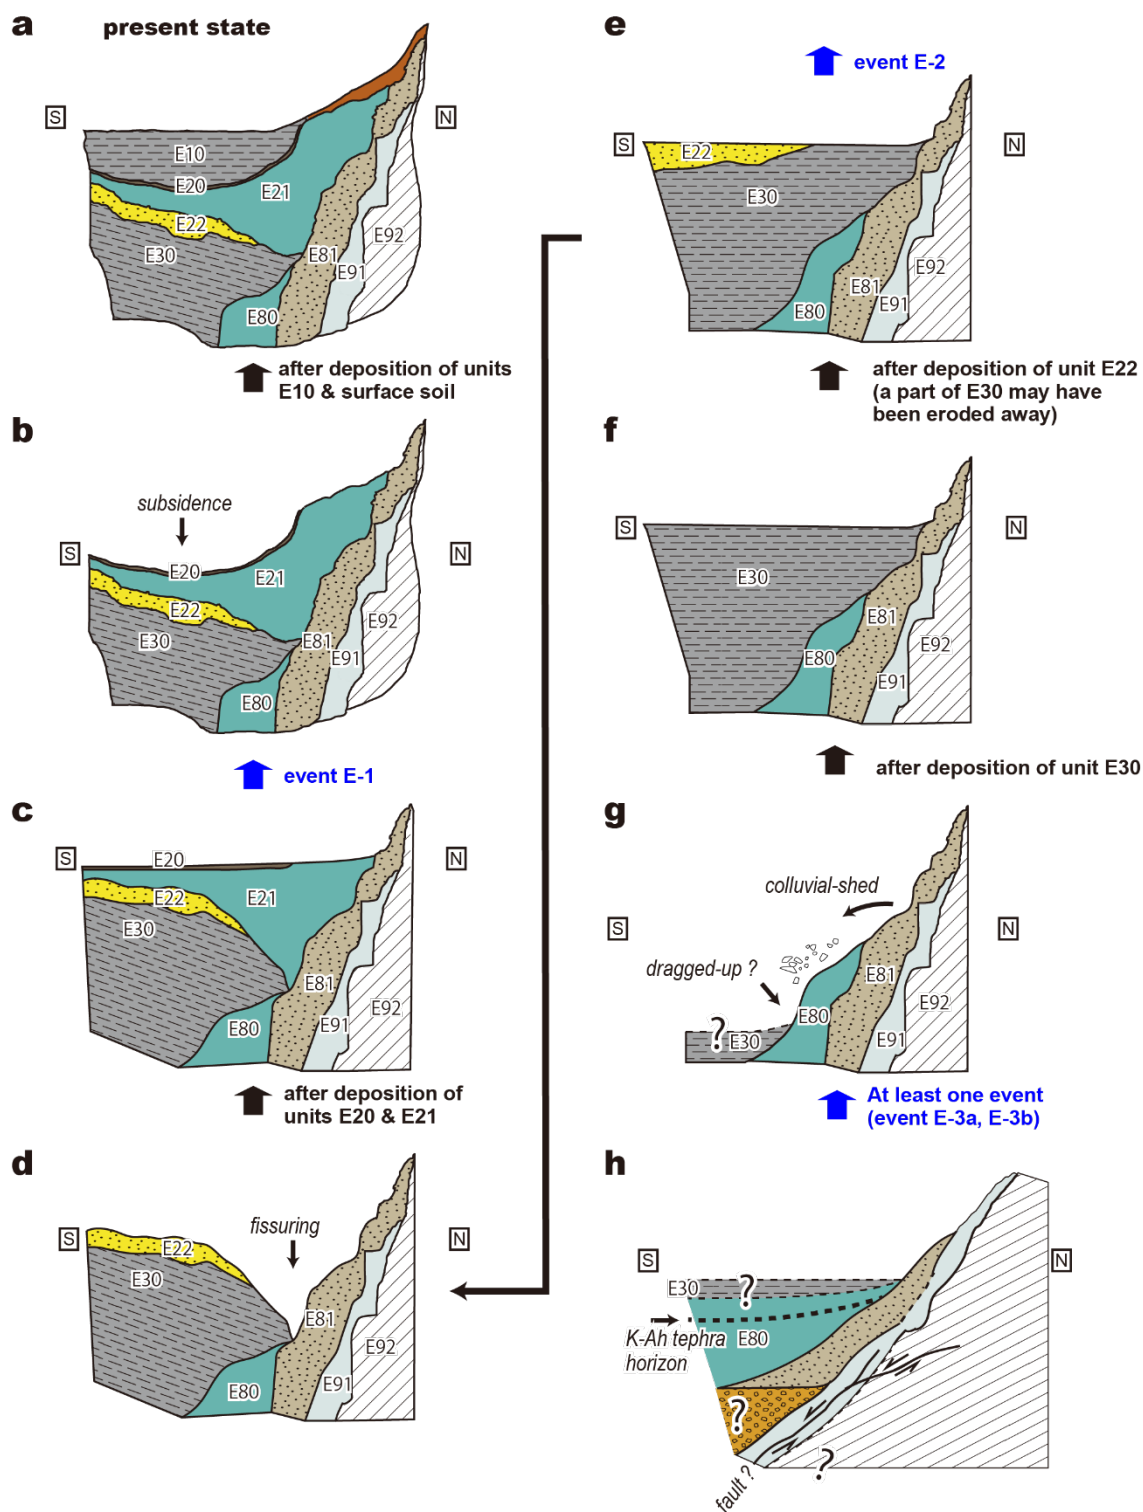 a present state
S
N
E10
E20
E21
E22
E30
E81
E92
E91
E80
after deposition of units
E10 & surface soil
b
subsidence
S
N
E20
E21
E22
E30
E81
E92
E91
E80
event E-1
c
S
E20
N
E22
E21
E30
E81
E92
E91
E80
after deposition of
units E20 & E21
d
S
fissuring
N
E22
E30
E81
E92
E91
E80
e
event E-2
S
N
E22
E30
E92
E81
E91
E80
after deposition of unit E22
(a part of E30 may have
been eroded away)
f
S
N
E30
E81
E92
E80
E91
after deposition of unit E30
g
colluvial-shed
S
N
dragged-up ?
E81
E92
E80
? E30
E91
At least one event
(event E-3a, E-3b)
h
S
N
E30 ?
K-Ah tephra
horizon
E80
?
fault ?
?